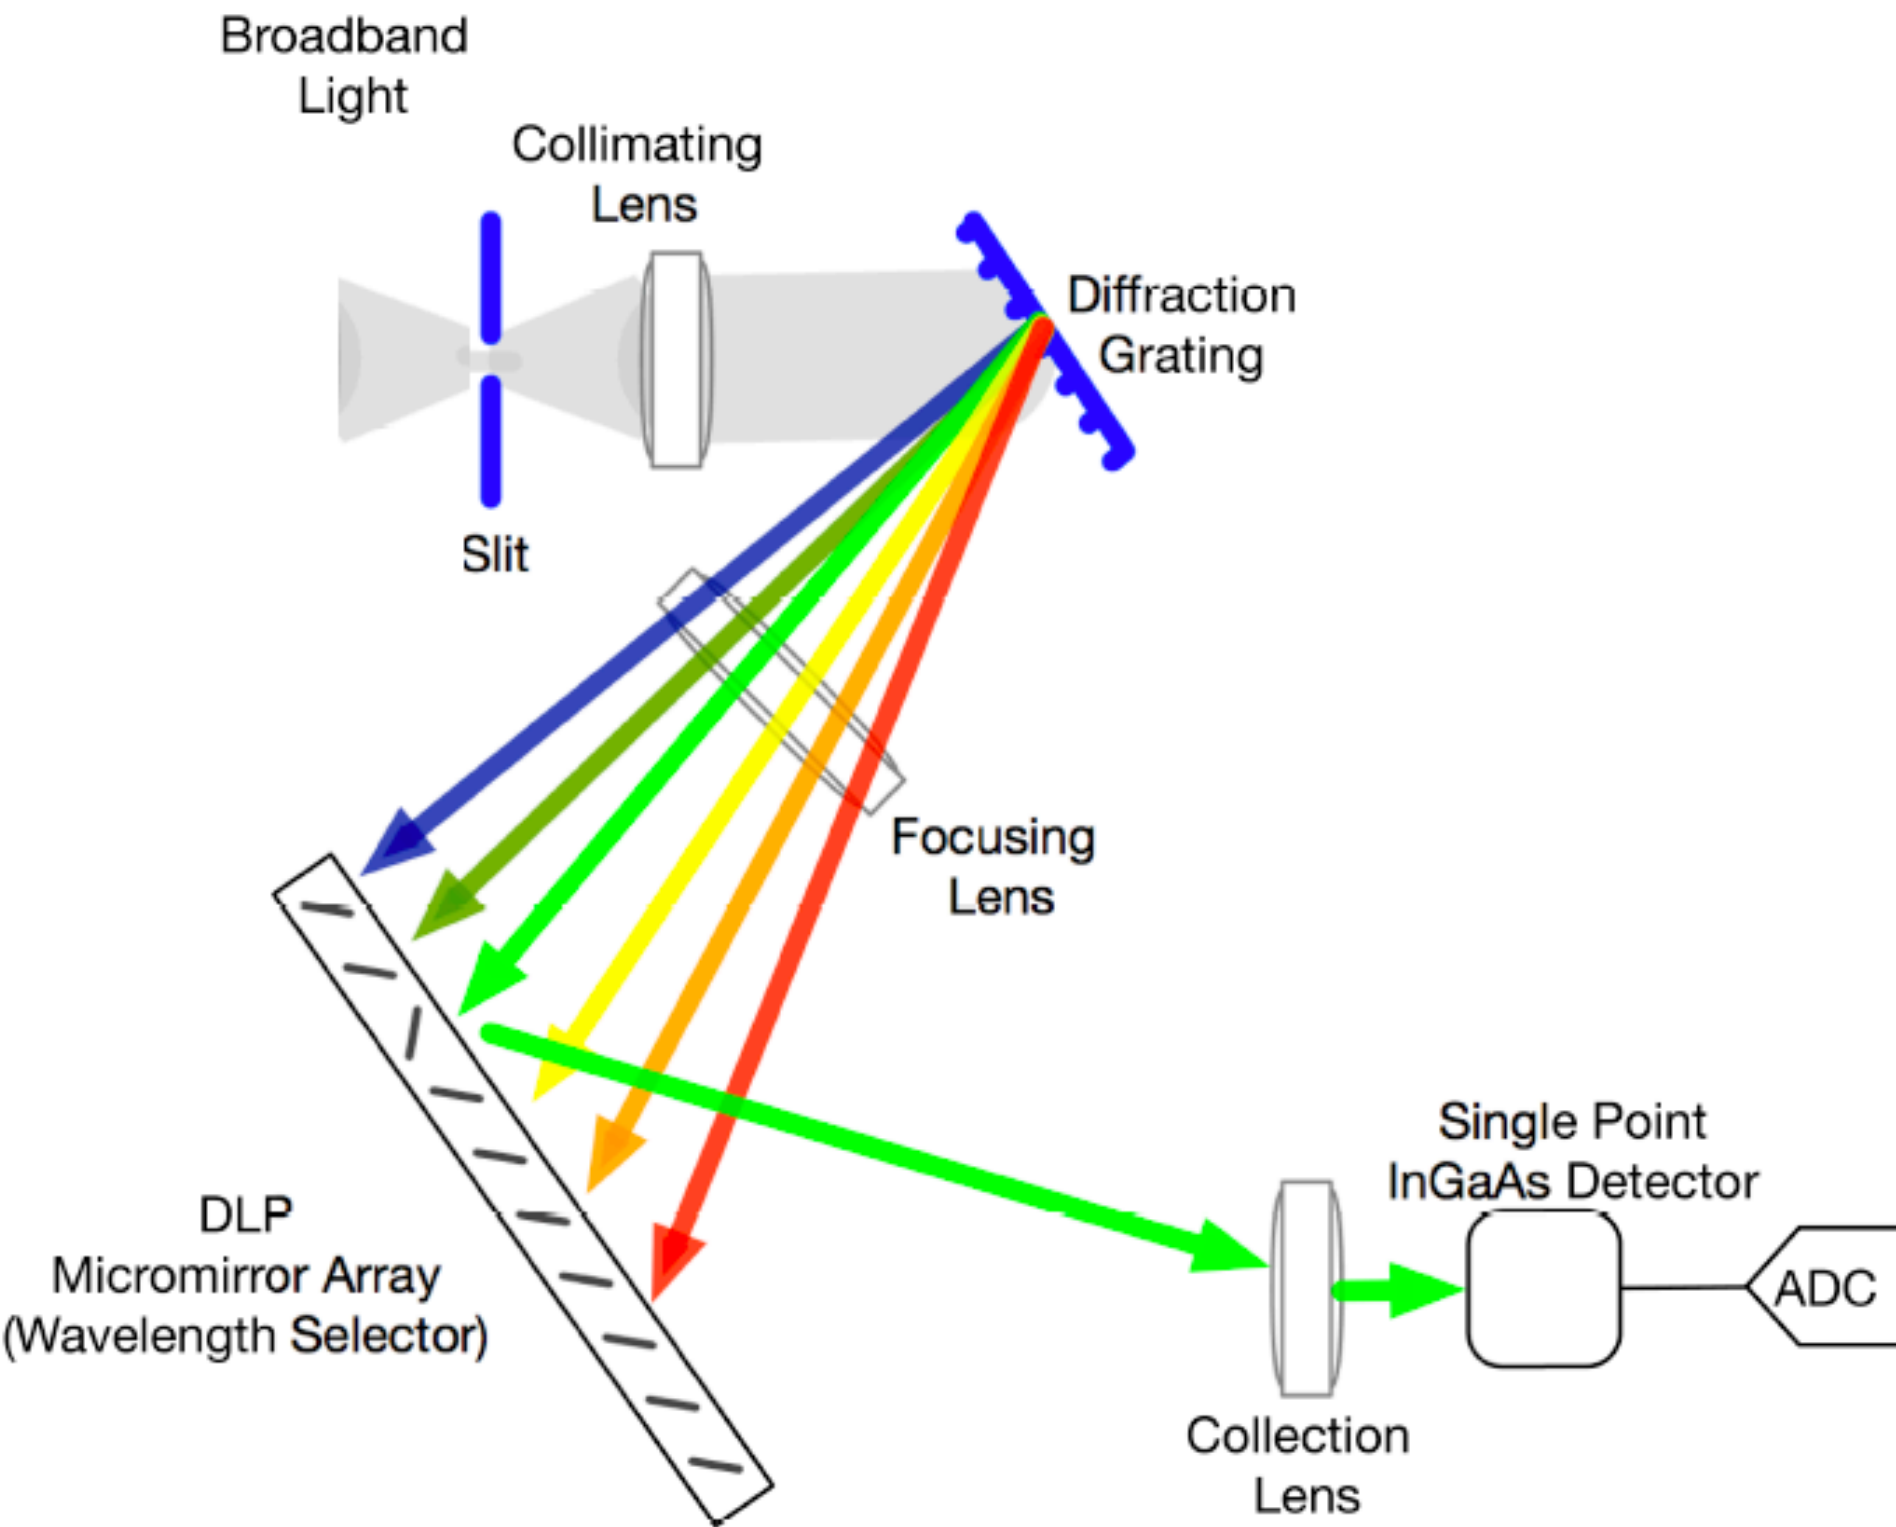 Broadband
Light
Collimating
Lens
Diffraction
Grating
Slit
Focusing
Lens
Single Point
InGaAs Detector
DLP
Micromirror Array
(Wavelength Selector)
ADC
Collection
Lens